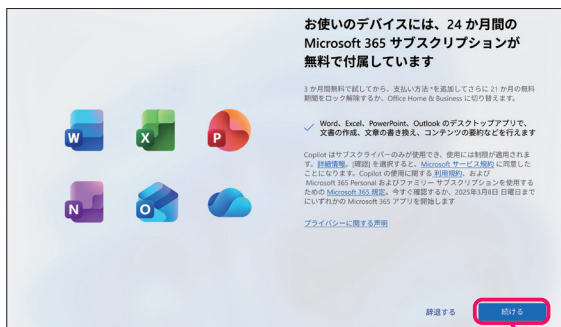 お使いのデバイスには、24 か月間の
Microsoft 365 サブスクリプションが
無料で付属しています
3 か月間無料で試してから、支払い方法 *を追加してさらに 21 か月の無料
期間をロック解除するか、Office Home & Business に切り替えます。
Word、Excel、PowerPoint、Outlook のデスクトップアプリで、
文書の作成、文章の書き換え、コンテンツの要約などを行えます
Copilot はサブスクライバーのみが使用でき、使用には制限が適用されま
す。詳細情報。[確認] を選択すると、Microsoft サービス規約 に同意した
ことになります。Copilot の使用に関する 利用規約、および
Microsoft 365 Personal およびファミリー サブスクリプションを使用する
ための Microsoft 365 規定。今すぐ確認するか、2025年3月8日 日曜日まで
にいずれかの Microsoft 365 アプリを開始します
プライバシーに関する声明
W
X
P
N
O
辞退する
続ける